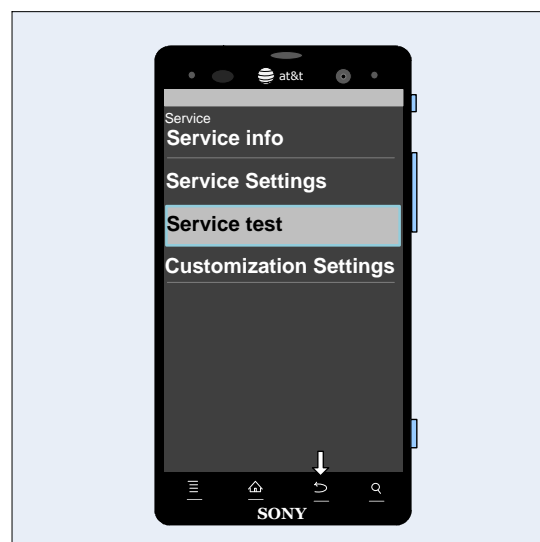 at&t
Service
Service info
Service Settings
Service test
Customization Settings
SONY